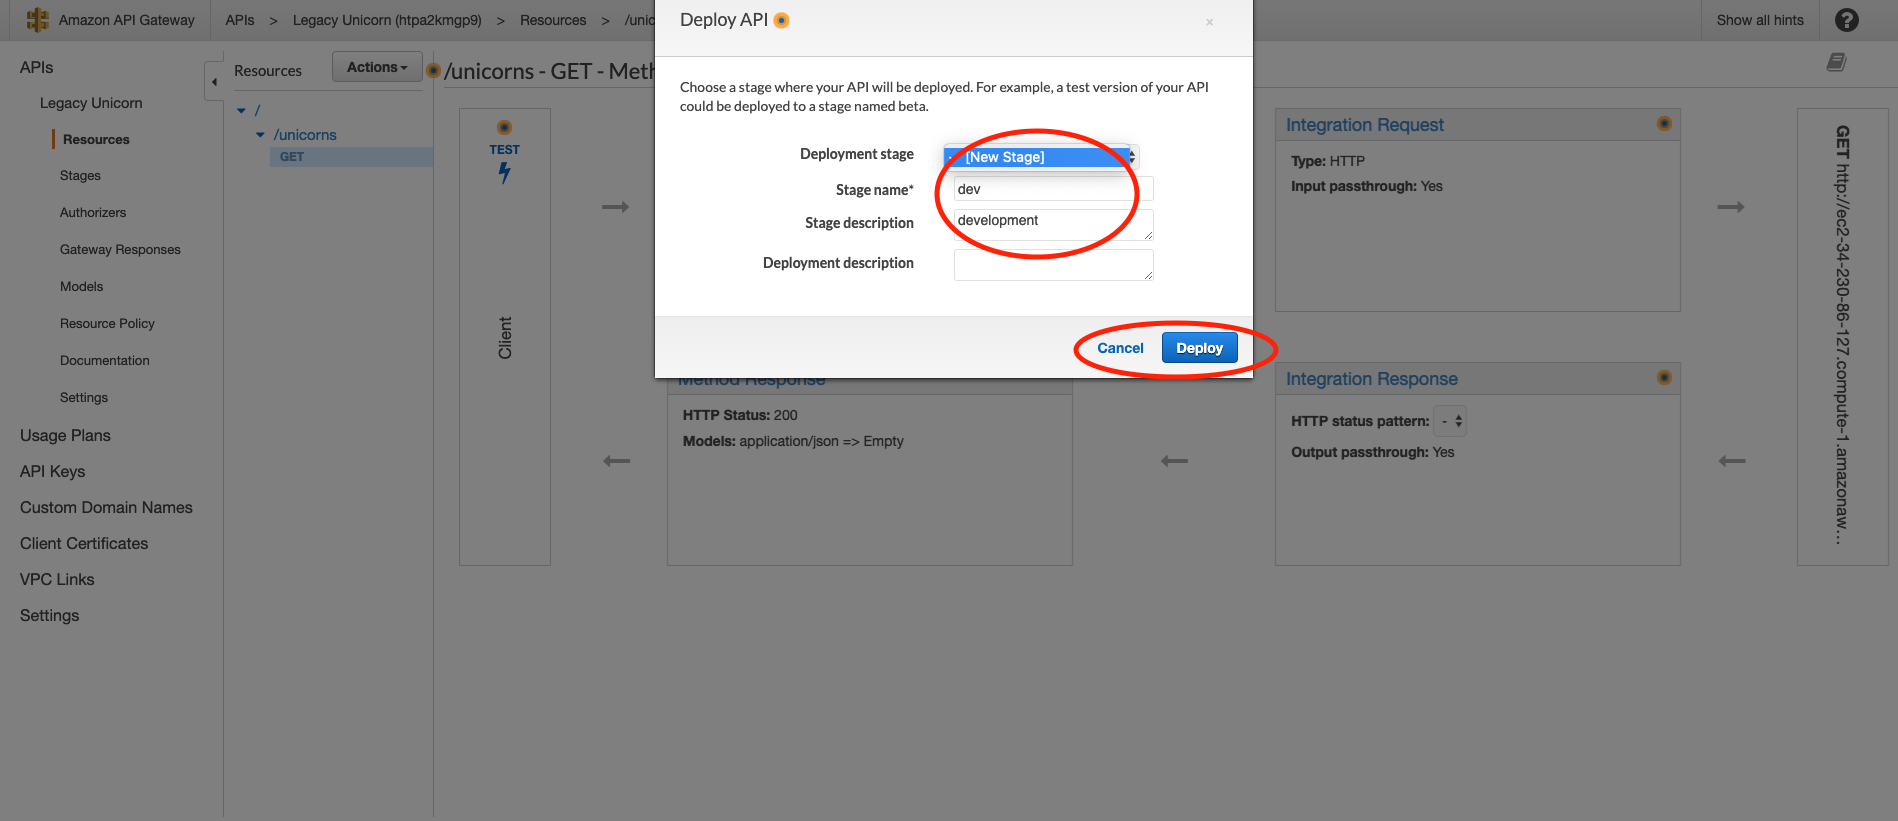 Amazon API Gateway
APIs > Legacy Unicorn (htpa2kmgp9) > Resources >
Show all hints
?
Deploy API
×
Choose a stage where your API will be deployed. For example, a test version of your API
could be deployed to a stage named beta.
Deployment stage
[New Stage]
Stage name*
dev
Stage description
development
Deployment description
Cancel
Deploy
APIs
Legacy Unicorn
Resources
Stages
Authorizers
Gateway Responses
Models
Resource Policy
Documentation
Settings
Usage Plans
API Keys
Custom Domain Names
Client Certificates
VPC Links
Settings
Resources
Actions
/
/unicorns
GET
/unicorns - GET -
TEST
Client
Integration Request
Type: HTTP
Input passthrough: Yes
Method Response
HTTP Status: 200
Models: application/json => Empty
Integration Response
HTTP status pattern: -
Output passthrough: Yes
GET http://ec2-34-230-86-127.compute-1.amazonaw...